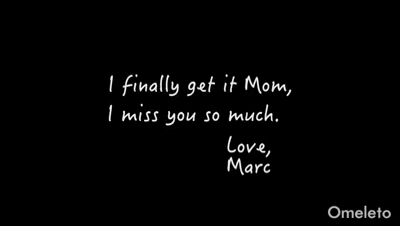 I finally get it Mom,
I miss you so much.
Love,
Marc
Omeleto